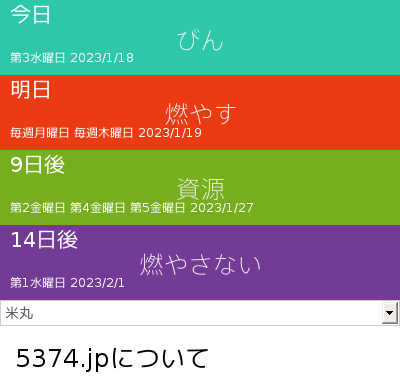 今日
びん
第3水曜日 2023/1/18
明日
燃やす
毎週月曜日 毎週木曜日 2023/1/19
9日後
資源
第2金曜日 第4金曜日 第5金曜日 2023/1/27
14日後
燃やさない
第1水曜日 2023/2/1
米丸
5374.jpについて